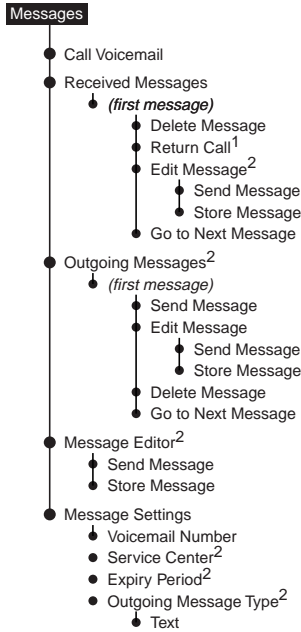 Messages
Call Voicemail
Received Messages
(first message)
Delete Message
Return Call1
Edit Message2
Send Message
Store Message
Go to Next Message
Outgoing Messages2
(first message)
Send Message
Edit Message
Send Message
Store Message
Delete Message
Go to Next Message
Message Editor2
Send Message
Store Message
Message Settings
Voicemail Number
Service Center2
Expiry Period2
Outgoing Message Type2
Text